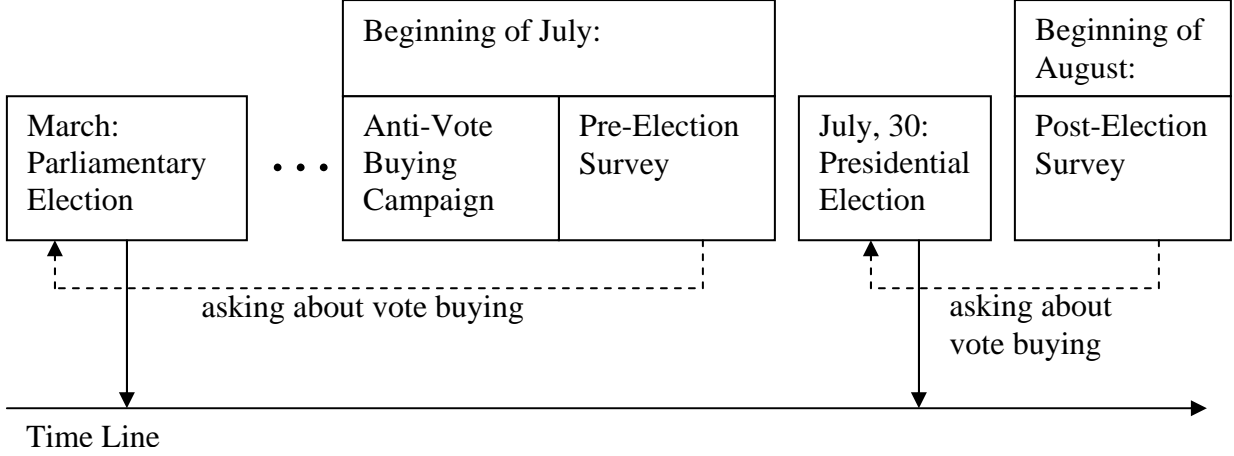 Beginning of July:
Beginning of
August:
March:
Parliamentary
Election
. . .
Anti-Vote
Buying
Campaign
Pre-Election
Survey
July, 30:
Presidential
Election
Post-Election
Survey
asking about vote buying
asking about
vote buying
Time Line